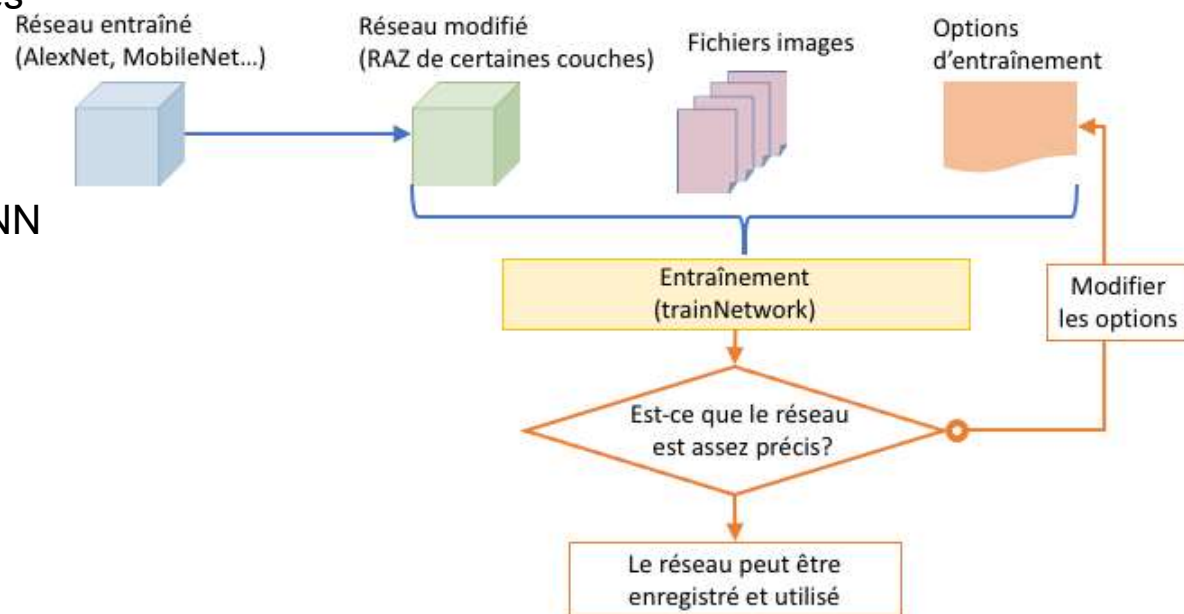 Réseau entraîné
(AlexNet, MobileNet...)
Réseau modifié
(RAZ de certaines couches)
Fichiers images
Options
d'entraînement
NN
Entraînement
(trainNetwork)
Modifier
les options
Est-ce que le réseau
est assez précis?
Le réseau peut être
enregistré et utilisé